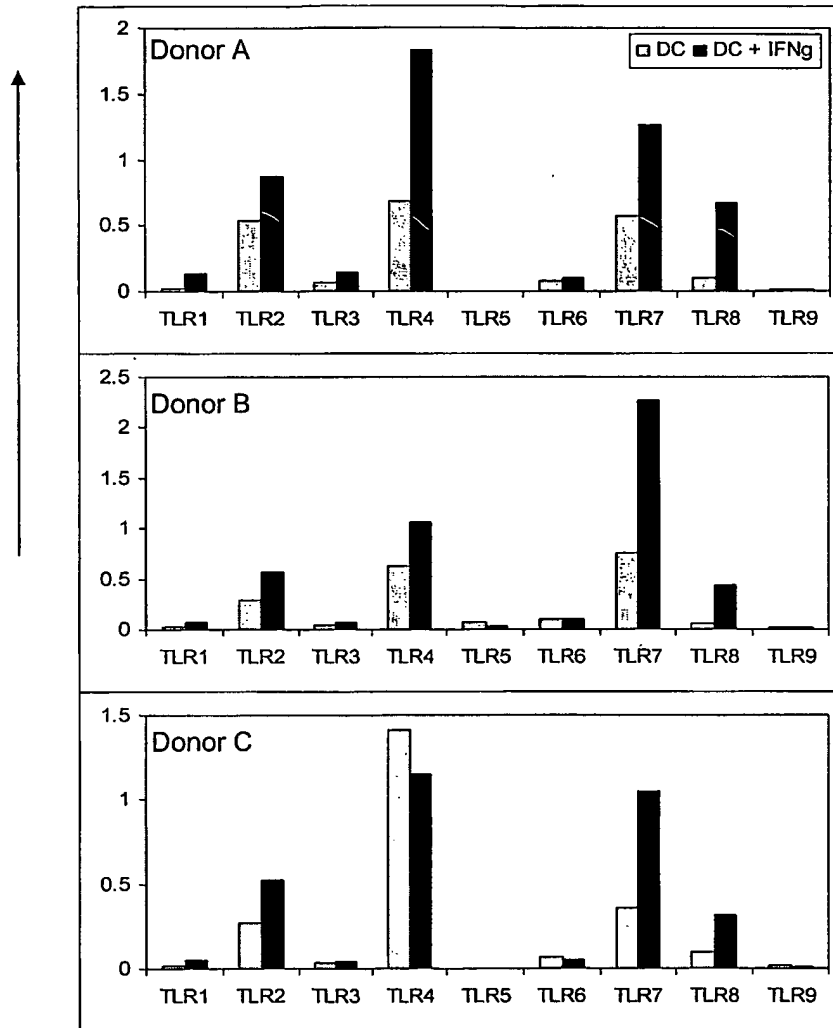 Donor A
DC DC + IFNg
2
1.5
1
0.5
0
TLR1 TLR2 TLR3 TLR4 TLR5 TLR6 TLR7 TLR8 TLR9
Donor B
2.5
2
1.5
1
0.5
0
TLR1 TLR2 TLR3 TLR4 TLR5 TLR6 TLR7 TLR8 TLR9
Donor C
1.5
1
0.5
0
TLR1 TLR2 TLR3 TLR4 TLR5 TLR6 TLR7 TLR8 TLR9